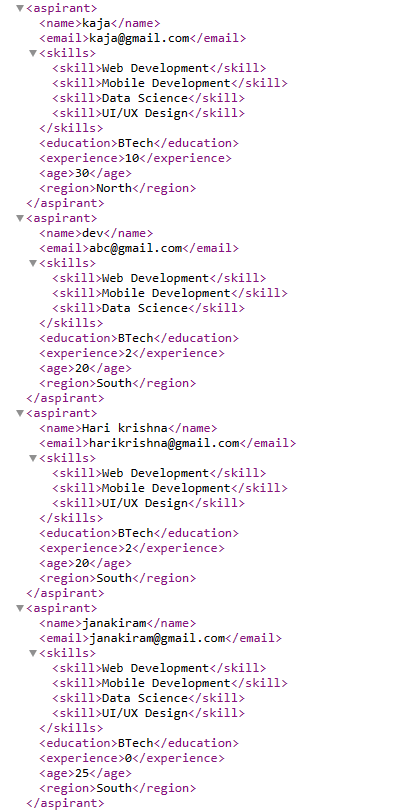 <aspirant>
<name>kaja</name>
<email>kaja@gmail.com</email>
<skills>
<skill>Web Development</skill>
<skill>Mobile Development</skill>
<skill>Data Science</skill>
<skill>UI/UX Design</skill>
</skills>
<education>BTech</education>
<experience>10</experience>
<age>30</age>
<region>North</region>
</aspirant>
<aspirant>
<name>dev</name>
<email>abc@gmail.com</email>
<skills>
<skill>Web Development</skill>
<skill>Mobile Development</skill>
<skill>Data Science</skill>
</skills>
<education>BTech</education>
<experience>2</experience>
<age>20</age>
<region>South</region>
</aspirant>
<aspirant>
<name>Hari krishna</name>
<email>harikrishna@gmail.com</email>
<skills>
<skill>Web Development</skill>
<skill>Mobile Development</skill>
<skill>UI/UX Design</skill>
</skills>
<education>BTech</education>
<experience>2</experience>
<age>20</age>
<region>South</region>
</aspirant>
<aspirant>
<name>janakiram</name>
<email>janakiram@gmail.com</email>
<skills>
<skill>Web Development</skill>
<skill>Mobile Development</skill>
<skill>Data Science</skill>
<skill>UI/UX Design</skill>
</skills>
<education>BTech</education>
<experience>0</experience>
<age>25</age>
<region>South</region>
</aspirant>